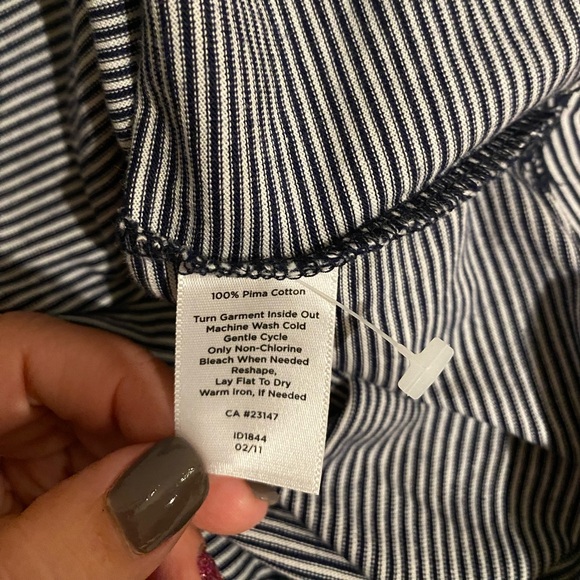 100% Pima Cotton
Turn Garment Inside Out
Machine Wash Cold
Gentle Cycle
Only Non-Chlorine
Bleach When Needed
Reshape,
Lay Flat To Dry
Warm Iron, If Needed
CA #23147
ID1844
02/11